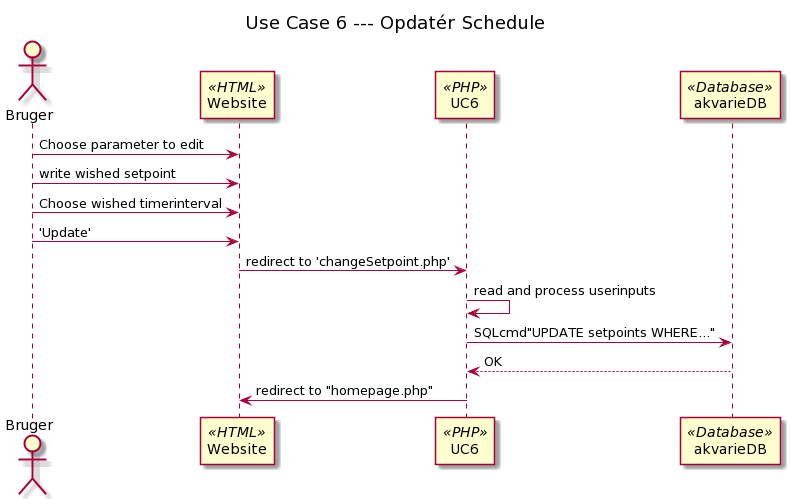 Use Case 6 --- Opdatér Schedule
Bruger
«HTML»
Website
«PHP»
UC6
«Database»
akvarieDB
Choose parameter to edit
write wished setpoint
Choose wished timerinterval
'Update'
redirect to 'changeSetpoint.php'
read and process userinputs
SQLcmd"UPDATE setpoints WHERE..."
OK
redirect to "homepage.php"
Bruger
«HTML»
Website
«PHP»
UC6
«Database»
akvarieDB